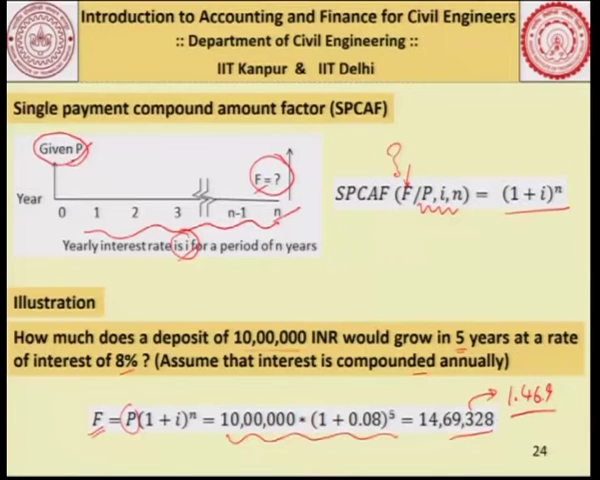 Introduction to Accounting and Finance for Civil Engineers
:: Department of Civil Engineering ::
IIT Kanpur & IIT Delhi
Single payment compound amount factor (SPCAF)
Given P
F = ?
Year
0 1 2 3 n-1 n
Yearly interest rate is i for a period of n years
?
SPCAF (F/P, i, n) = (1 + i)ⁿ
Illustration
How much does a deposit of 10,00,000 INR would grow in 5 years at a rate
of interest of 8% ? (Assume that interest is compounded annually)
1.469
F = P(1 + i)ⁿ = 10,00,000 * (1 + 0.08)⁵ = 14,69,328
24